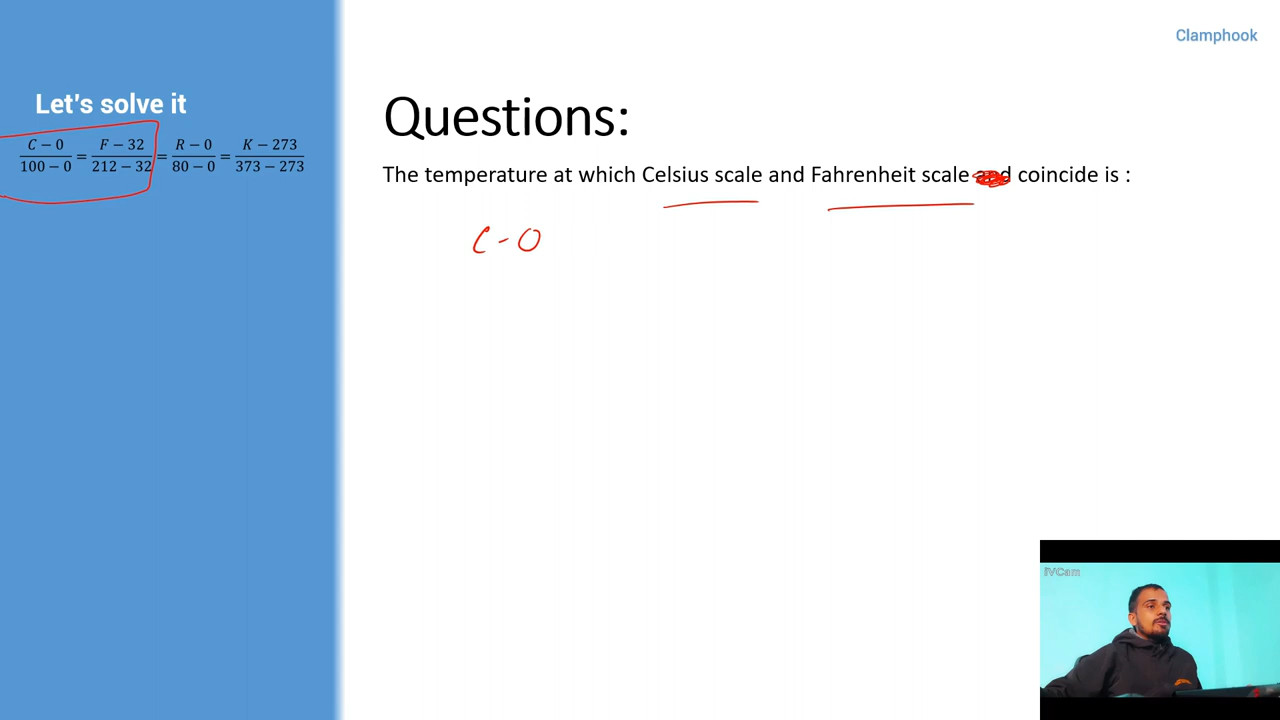 Clamphook
Let's solve it
C − 0 / 100 − 0 = F − 32 / 212 − 32 = R − 0 / 80 − 0 = K − 273 / 373 − 273
Questions:
The temperature at which Celsius scale and Fahrenheit scale and coincide is :
C - 0
iVCam